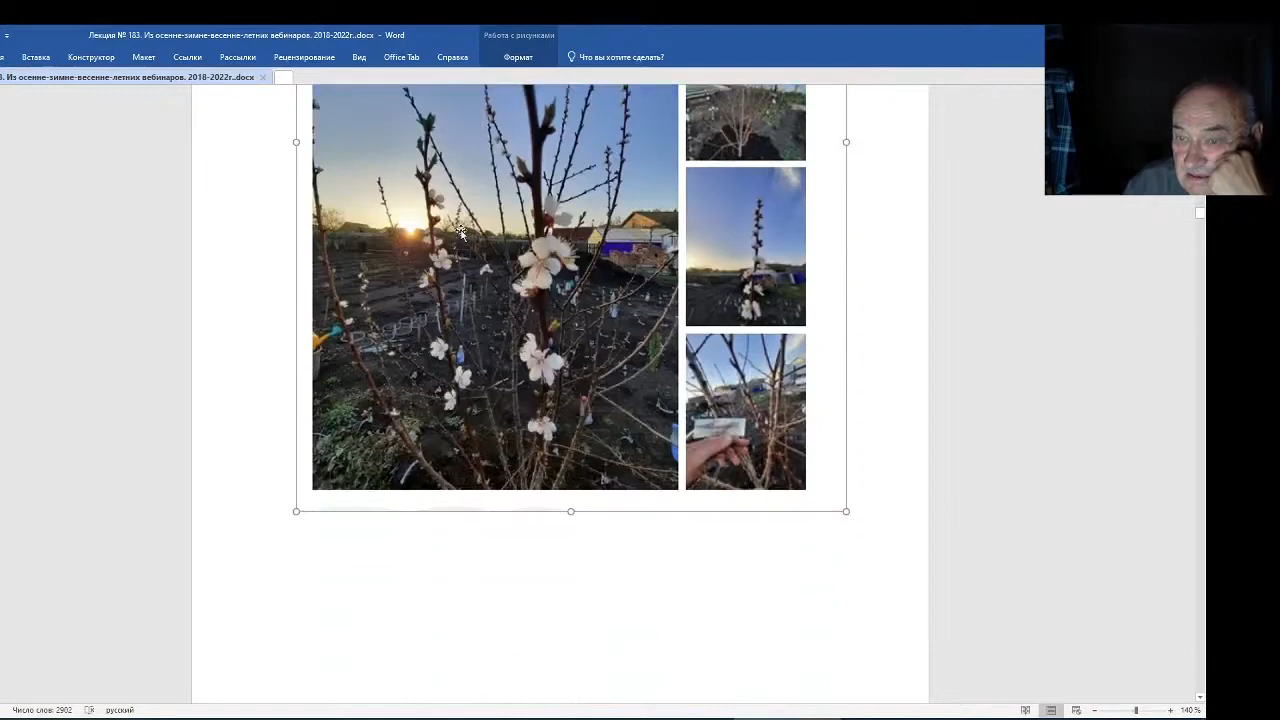 Лекция № 183. Из осенне-зимне-весенне-летних вебинаров. 2018-2022г..docx - Word
Работа с рисунками
Вставка Конструктор Макет Ссылки Рассылки Рецензирование Вид Office Tab Справка Формат Что вы хотите сделать?
3. Из осенне-зимне-весенне-летних вебинаров. 2018-2022г..docx
Число слов: 2902 русский 140 %